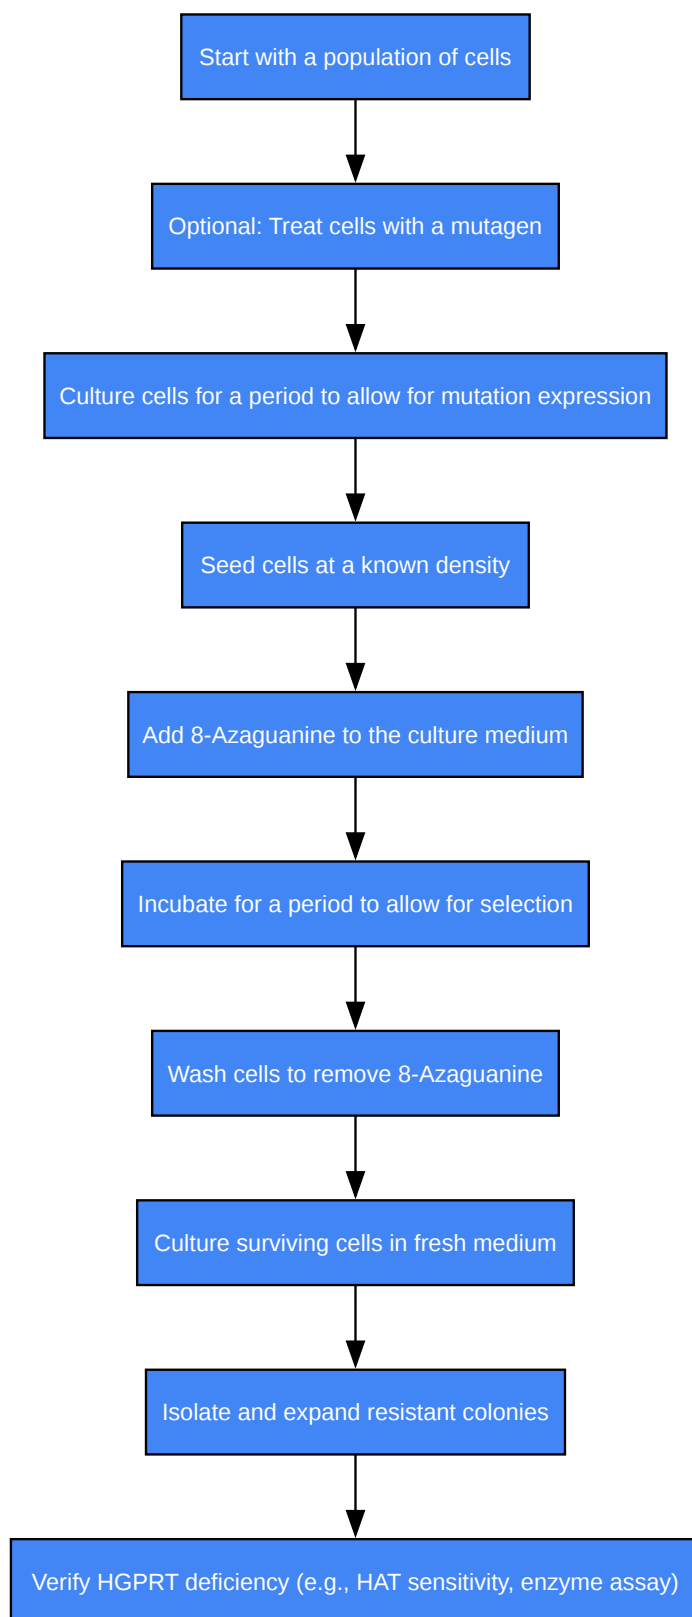 Start with a population of cells
Optional: Treat cells with a mutagen
Culture cells for a period to allow for mutation expression
Seed cells at a known density
Add 8-Azaguanine to the culture medium
Incubate for a period to allow for selection
Wash cells to remove 8-Azaguanine
Culture surviving cells in fresh medium
Isolate and expand resistant colonies
Verify HGPRT deficiency (e.g., HAT sensitivity, enzyme assay)